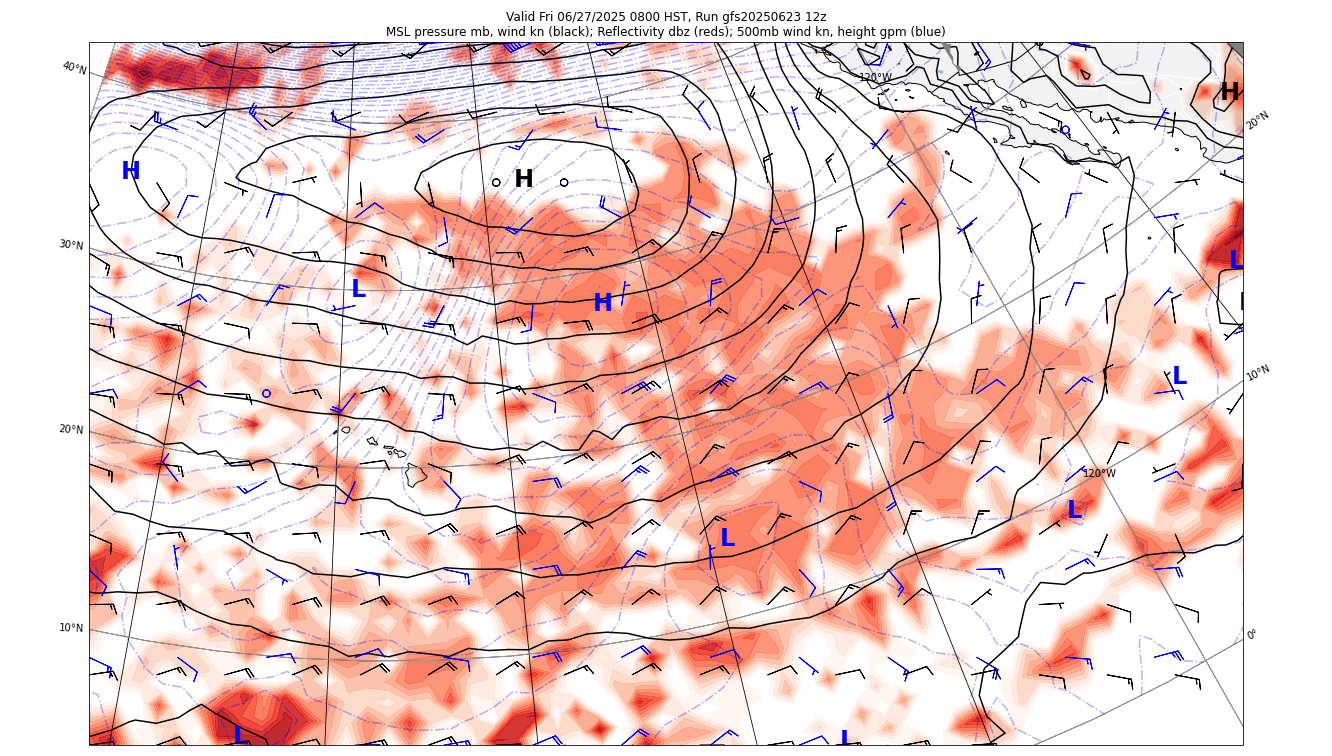 Valid Fri 06/27/2025 0800 HST, Run gfs20250623 12z
MSL pressure mb, wind kn (black); Reflectivity dbz (reds); 500mb wind kn, height gpm (blue)
40°N
120°W
H
20°N
H
H
30°N
L
L
H
10°N
L
20°N
120°W
L
L
10°N
0°
L
L